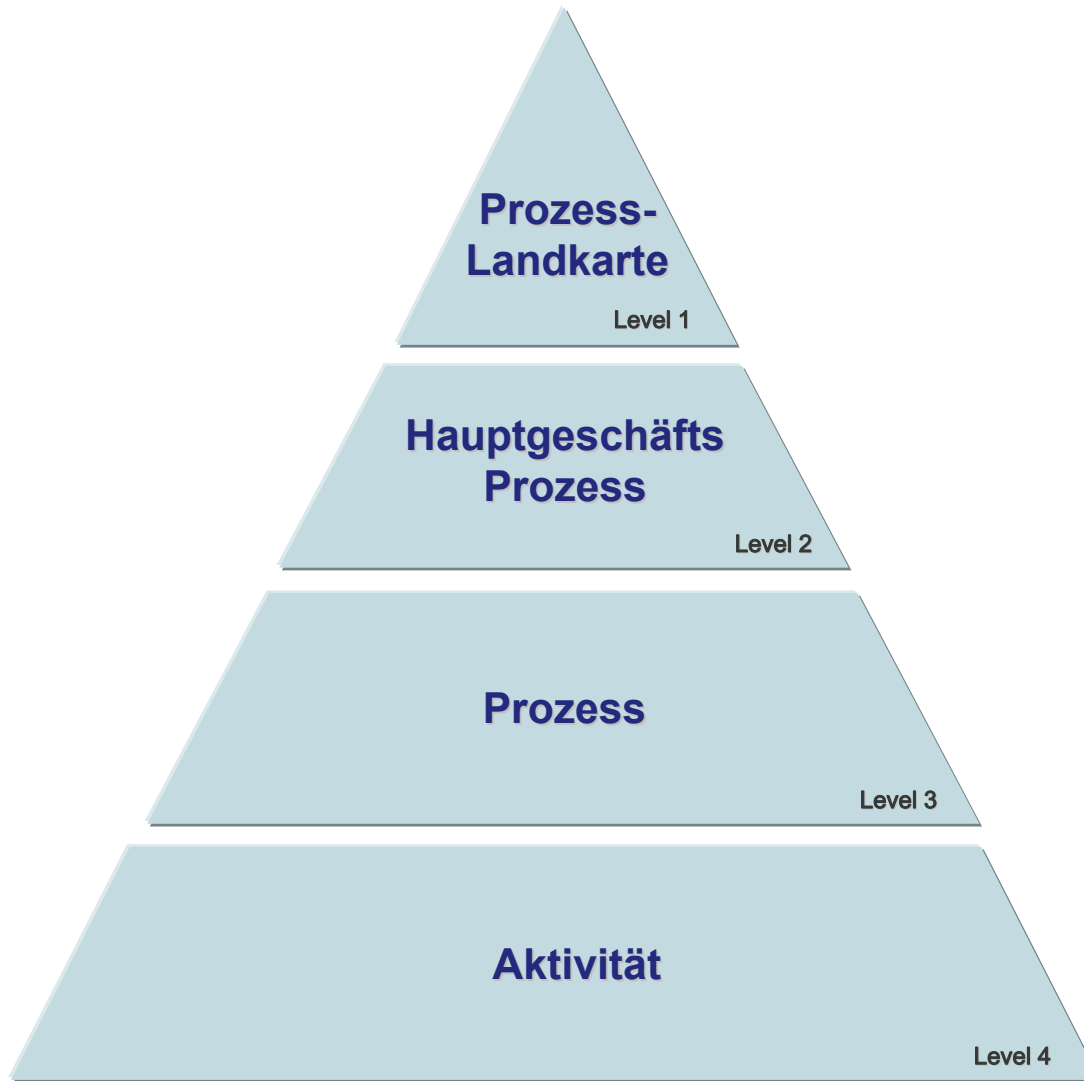 Prozess-
Landkarte
Level 1
Hauptgeschäfts
Prozess
Level 2
Prozess
Level 3
Aktivität
Level 4